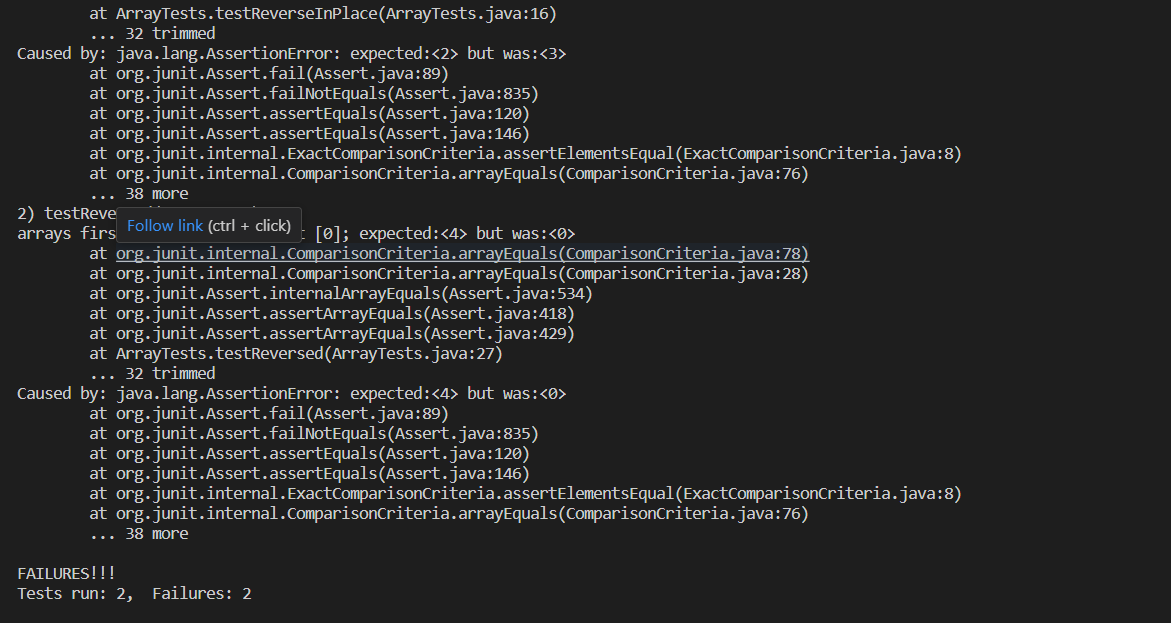 at ArrayTests.testReverseInPlace(ArrayTests.java:16)
... 32 trimmed
Caused by: java.lang.AssertionError: expected:<2> but was:<3>
at org.junit.Assert.fail(Assert.java:89)
at org.junit.Assert.failNotEquals(Assert.java:835)
at org.junit.Assert.assertEquals(Assert.java:120)
at org.junit.Assert.assertEquals(Assert.java:146)
at org.junit.internal.ExactComparisonCriteria.assertElementsEqual(ExactComparisonCriteria.java:8)
at org.junit.internal.ComparisonCriteria.arrayEquals(ComparisonCriteria.java:76)
... 38 more
2) testReve
Follow link (ctrl + click)
arrays firs [0]; expected:<4> but was:<0>
at org.junit.internal.ComparisonCriteria.arrayEquals(ComparisonCriteria.java:78)
at org.junit.internal.ComparisonCriteria.arrayEquals(ComparisonCriteria.java:28)
at org.junit.Assert.internalArrayEquals(Assert.java:534)
at org.junit.Assert.assertArrayEquals(Assert.java:418)
at org.junit.Assert.assertArrayEquals(Assert.java:429)
at ArrayTests.testReversed(ArrayTests.java:27)
... 32 trimmed
Caused by: java.lang.AssertionError: expected:<4> but was:<0>
at org.junit.Assert.fail(Assert.java:89)
at org.junit.Assert.failNotEquals(Assert.java:835)
at org.junit.Assert.assertEquals(Assert.java:120)
at org.junit.Assert.assertEquals(Assert.java:146)
at org.junit.internal.ExactComparisonCriteria.assertElementsEqual(ExactComparisonCriteria.java:8)
at org.junit.internal.ComparisonCriteria.arrayEquals(ComparisonCriteria.java:76)
... 38 more
FAILURES!!!
Tests run: 2,  Failures: 2